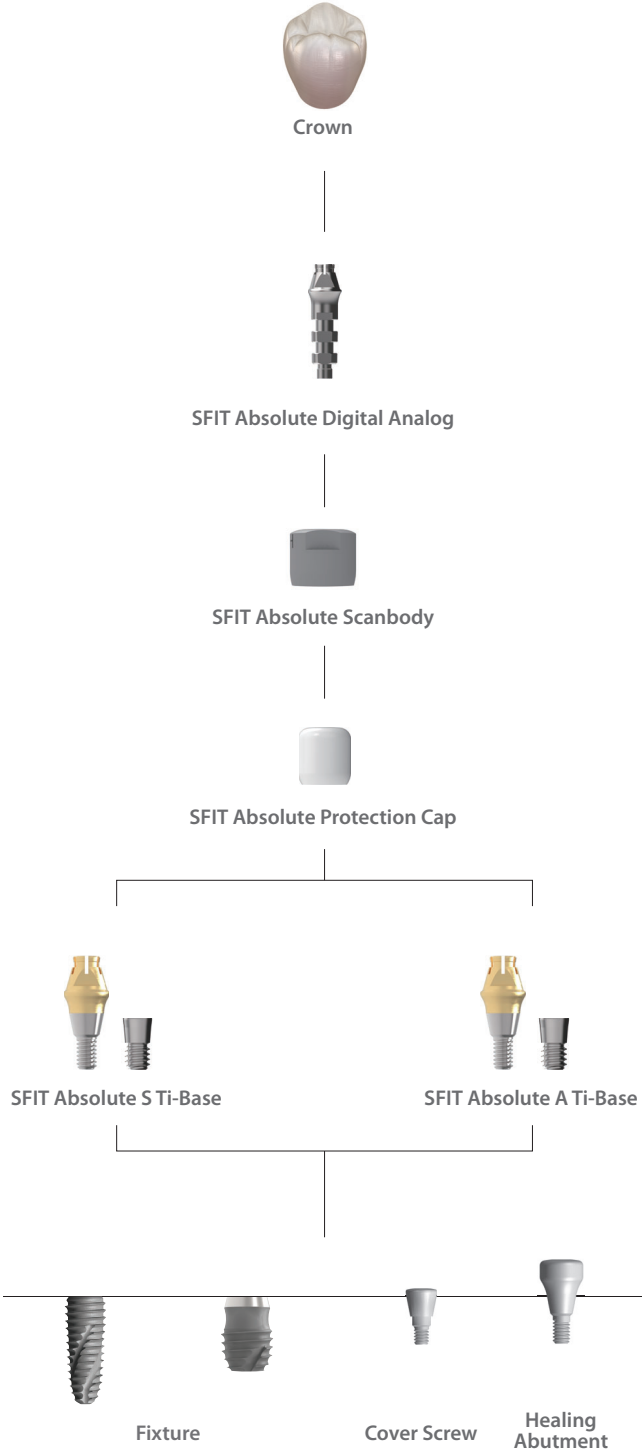 Crown
SFIT Absolute Digital Analog
SFIT Absolute Scanbody
SFIT Absolute Protection Cap
SFIT Absolute S Ti-Base
SFIT Absolute A Ti-Base
Fixture
Cover Screw
Healing
Abutment